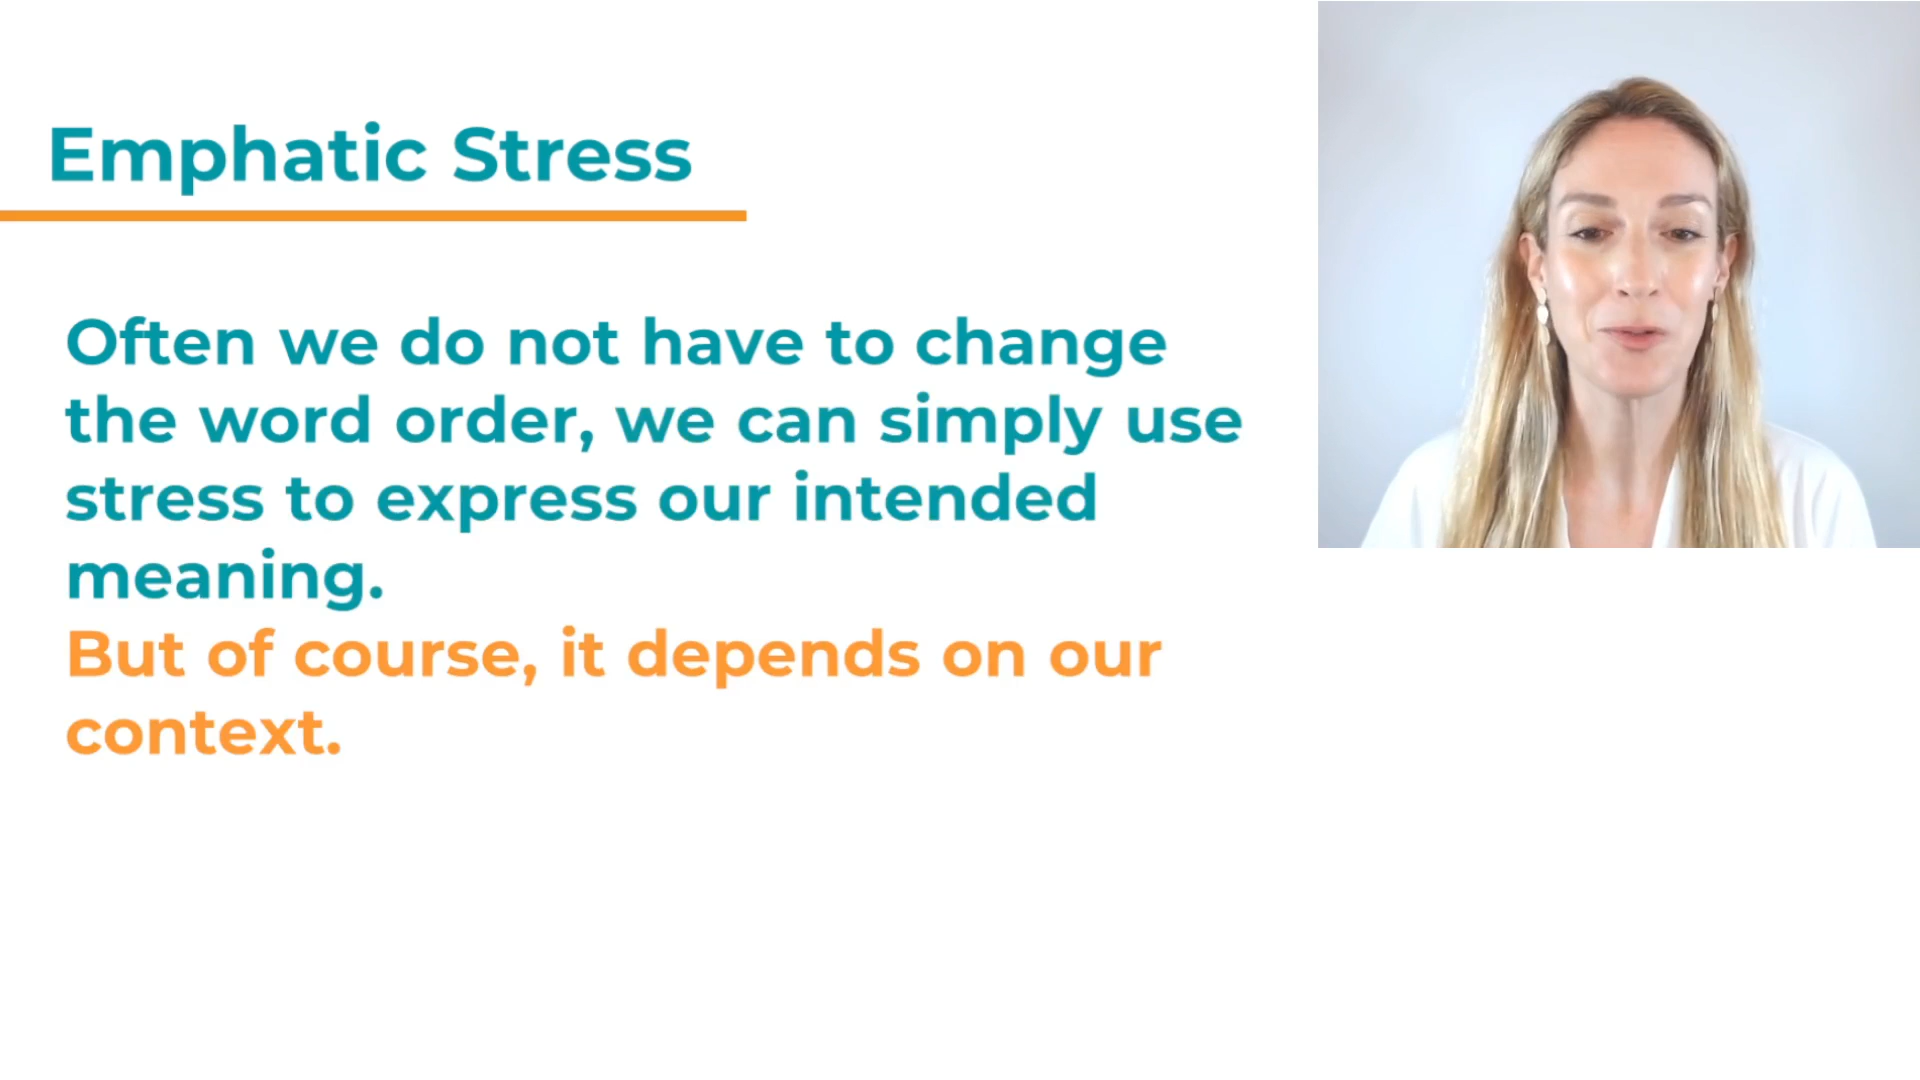 Emphatic Stress
Often we do not have to change
the word order, we can simply use
stress to express our intended
meaning.
But of course, it depends on our
context.